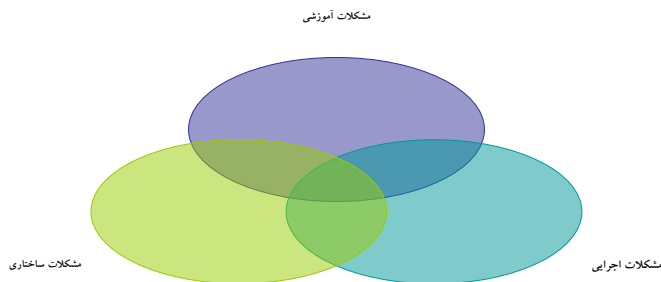 مشکلات آموزشی
مشکلات اجرایی
مشکلات ساختاری